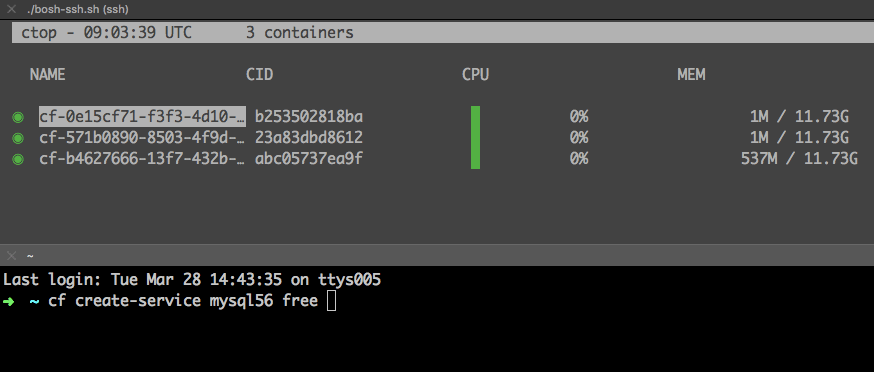 ./bosh-ssh.sh (ssh)
ctop - 09:03:39 UTC 3 containers
NAME CID CPU MEM
cf-0e15cf71-f3f3-4d10-… b253502818ba 0% 1M / 11.73G
cf-571b0890-8503-4f9d-… 23a83dbd8612 0% 1M / 11.73G
cf-b4627666-13f7-432b-… abc05737ea9f 0% 537M / 11.73G
~
Last login: Tue Mar 28 14:43:35 on ttys005
➜ ~ cf create-service mysql56 free